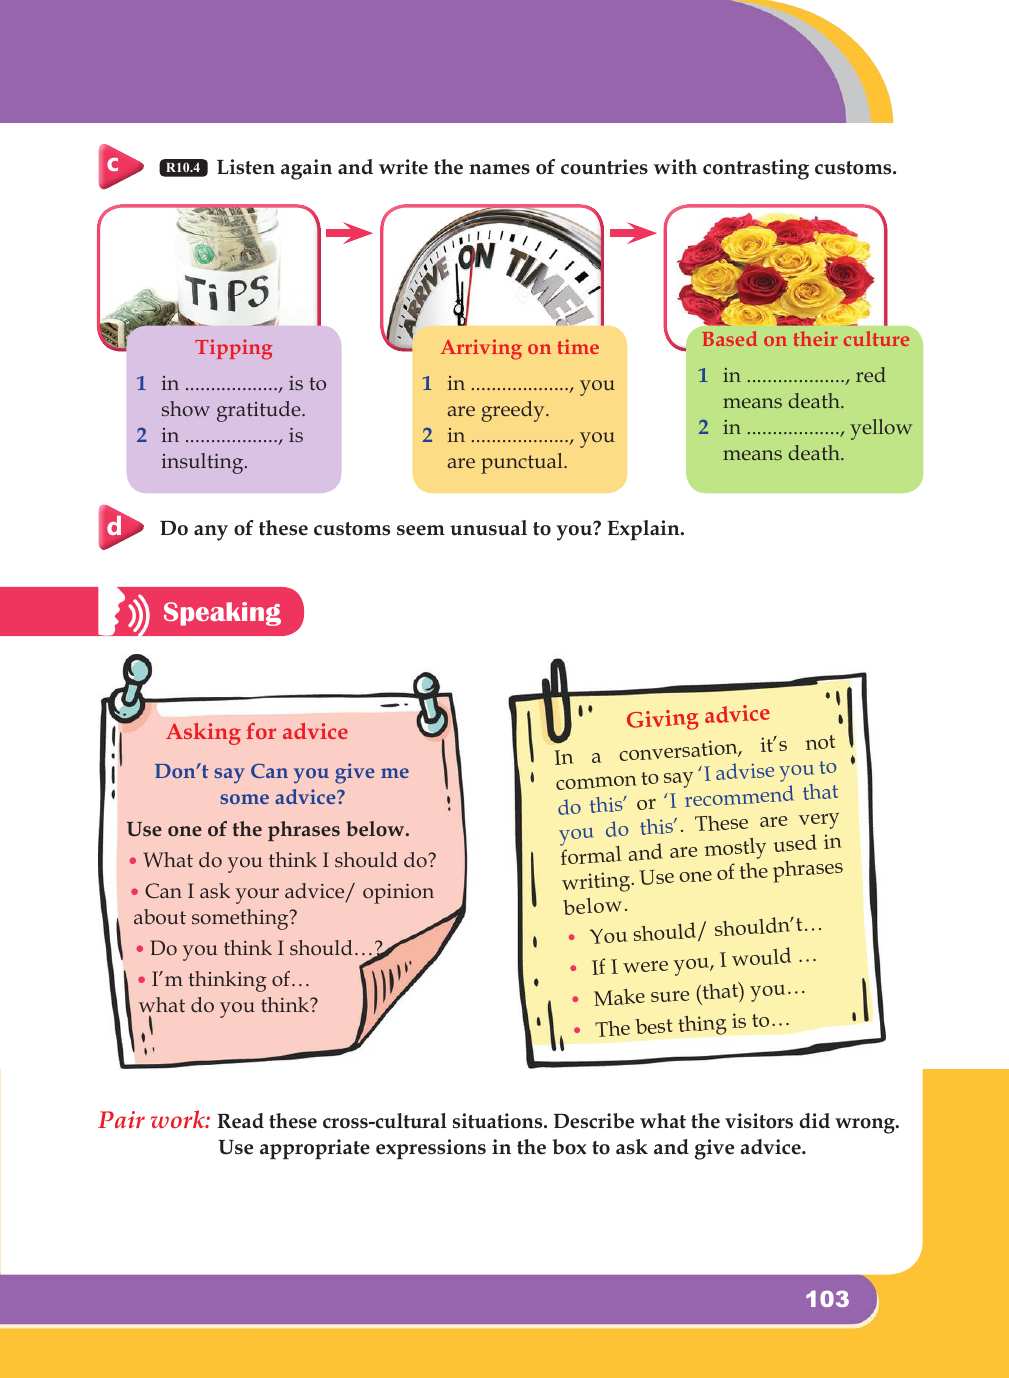 c R10.4 Listen again and write the names of countries with contrasting customs.
TiPS
ARRIVE ON TIME!
Tipping
1 in .................., is to
show gratitude.
2 in .................., is
insulting.
Arriving on time
1 in ..................., you
are greedy.
2 in ..................., you
are punctual.
Based on their culture
1 in ..................., red
means death.
2 in .................., yellow
means death.
d Do any of these customs seem unusual to you? Explain.
Speaking
Asking for advice
Don't say Can you give me
some advice?
Use one of the phrases below.
• What do you think I should do?
• Can I ask your advice/ opinion
about something?
• Do you think I should…?
• I'm thinking of…
what do you think?
Giving advice
In a conversation, it's not
common to say 'I advise you to
do this' or 'I recommend that
you do this'. These are very
formal and are mostly used in
writing. Use one of the phrases
below.
• You should/ shouldn't…
• If I were you, I would …
• Make sure (that) you…
• The best thing is to…
Pair work: Read these cross-cultural situations. Describe what the visitors did wrong.
Use appropriate expressions in the box to ask and give advice.
103